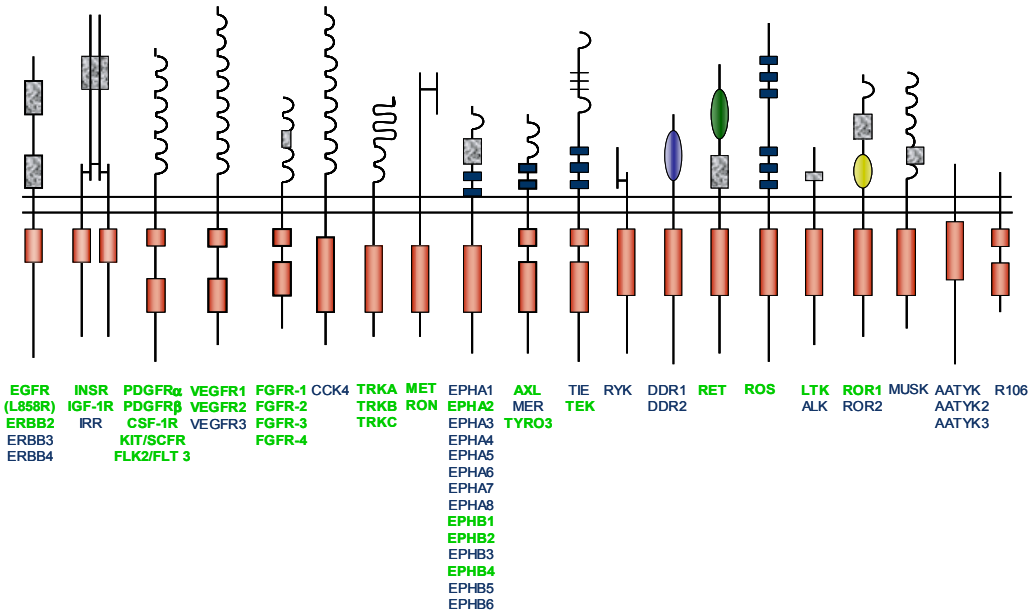 EGFR
(L858R)
ERBB2
ERBB3
ERBB4
INSR
IGF-1R
IRR
PDGFRα
PDGFRβ
CSF-1R
KIT/SCFR
FLK2/FLT 3
VEGFR1
VEGFR2
VEGFR3
FGFR-1
FGFR-2
FGFR-3
FGFR-4
CCK4
TRKA
TRKB
TRKC
MET
RON
EPHA1
EPHA2
EPHA3
EPHA4
EPHA5
EPHA6
EPHA7
EPHA8
EPHB1
EPHB2
EPHB3
EPHB4
EPHB5
EPHB6
AXL
MER
TYRO3
TIE
TEK
RYK
DDR1
DDR2
RET
ROS
LTK
ALK
ROR1
ROR2
MUSK
AATYK
AATYK2
AATYK3
R106